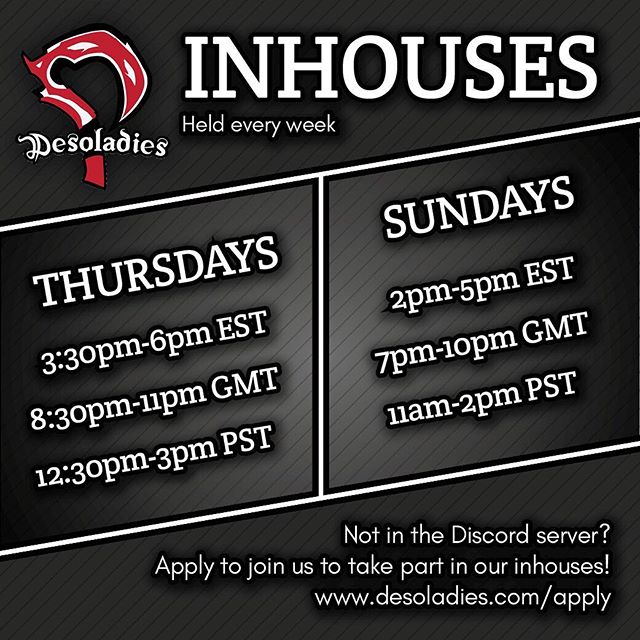 Desoladies
INHOUSES
Held every week
THURSDAYS
3:30pm-6pm EST
8:30pm-11pm GMT
12:30pm-3pm PST
SUNDAYS
2pm-5pm EST
7pm-10pm GMT
11am-2pm PST
Not in the Discord server?
Apply to join us to take part in our inhouses!
www.desoladies.com/apply